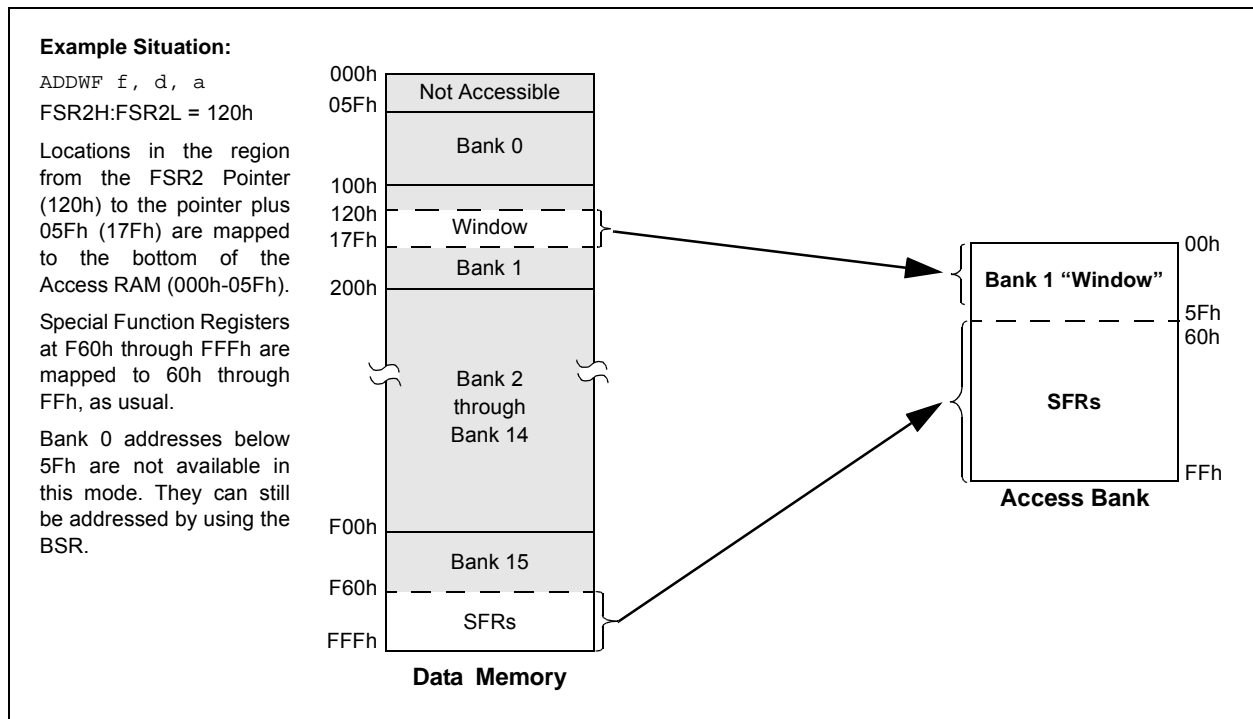 Example Situation:
ADDWF f, d, a
FSR2H:FSR2L = 120h
Locations in the region
from the FSR2 Pointer
(120h) to the pointer plus
05Fh (17Fh) are mapped
to the bottom of the
Access RAM (000h-05Fh).
Special Function Registers
at F60h through FFFh are
mapped to 60h through
FFh, as usual.
Bank 0 addresses below
5Fh are not available in
this mode. They can still
be addressed by using the
BSR.
000h
Not Accessible
05Fh
Bank 0
100h
120h
Window
17Fh
Bank 1
200h
Bank 2
through
Bank 14
F00h
Bank 15
F60h
SFRs
FFFh
Data Memory
00h
Bank 1 “Window”
5Fh
60h
SFRs
FFh
Access Bank